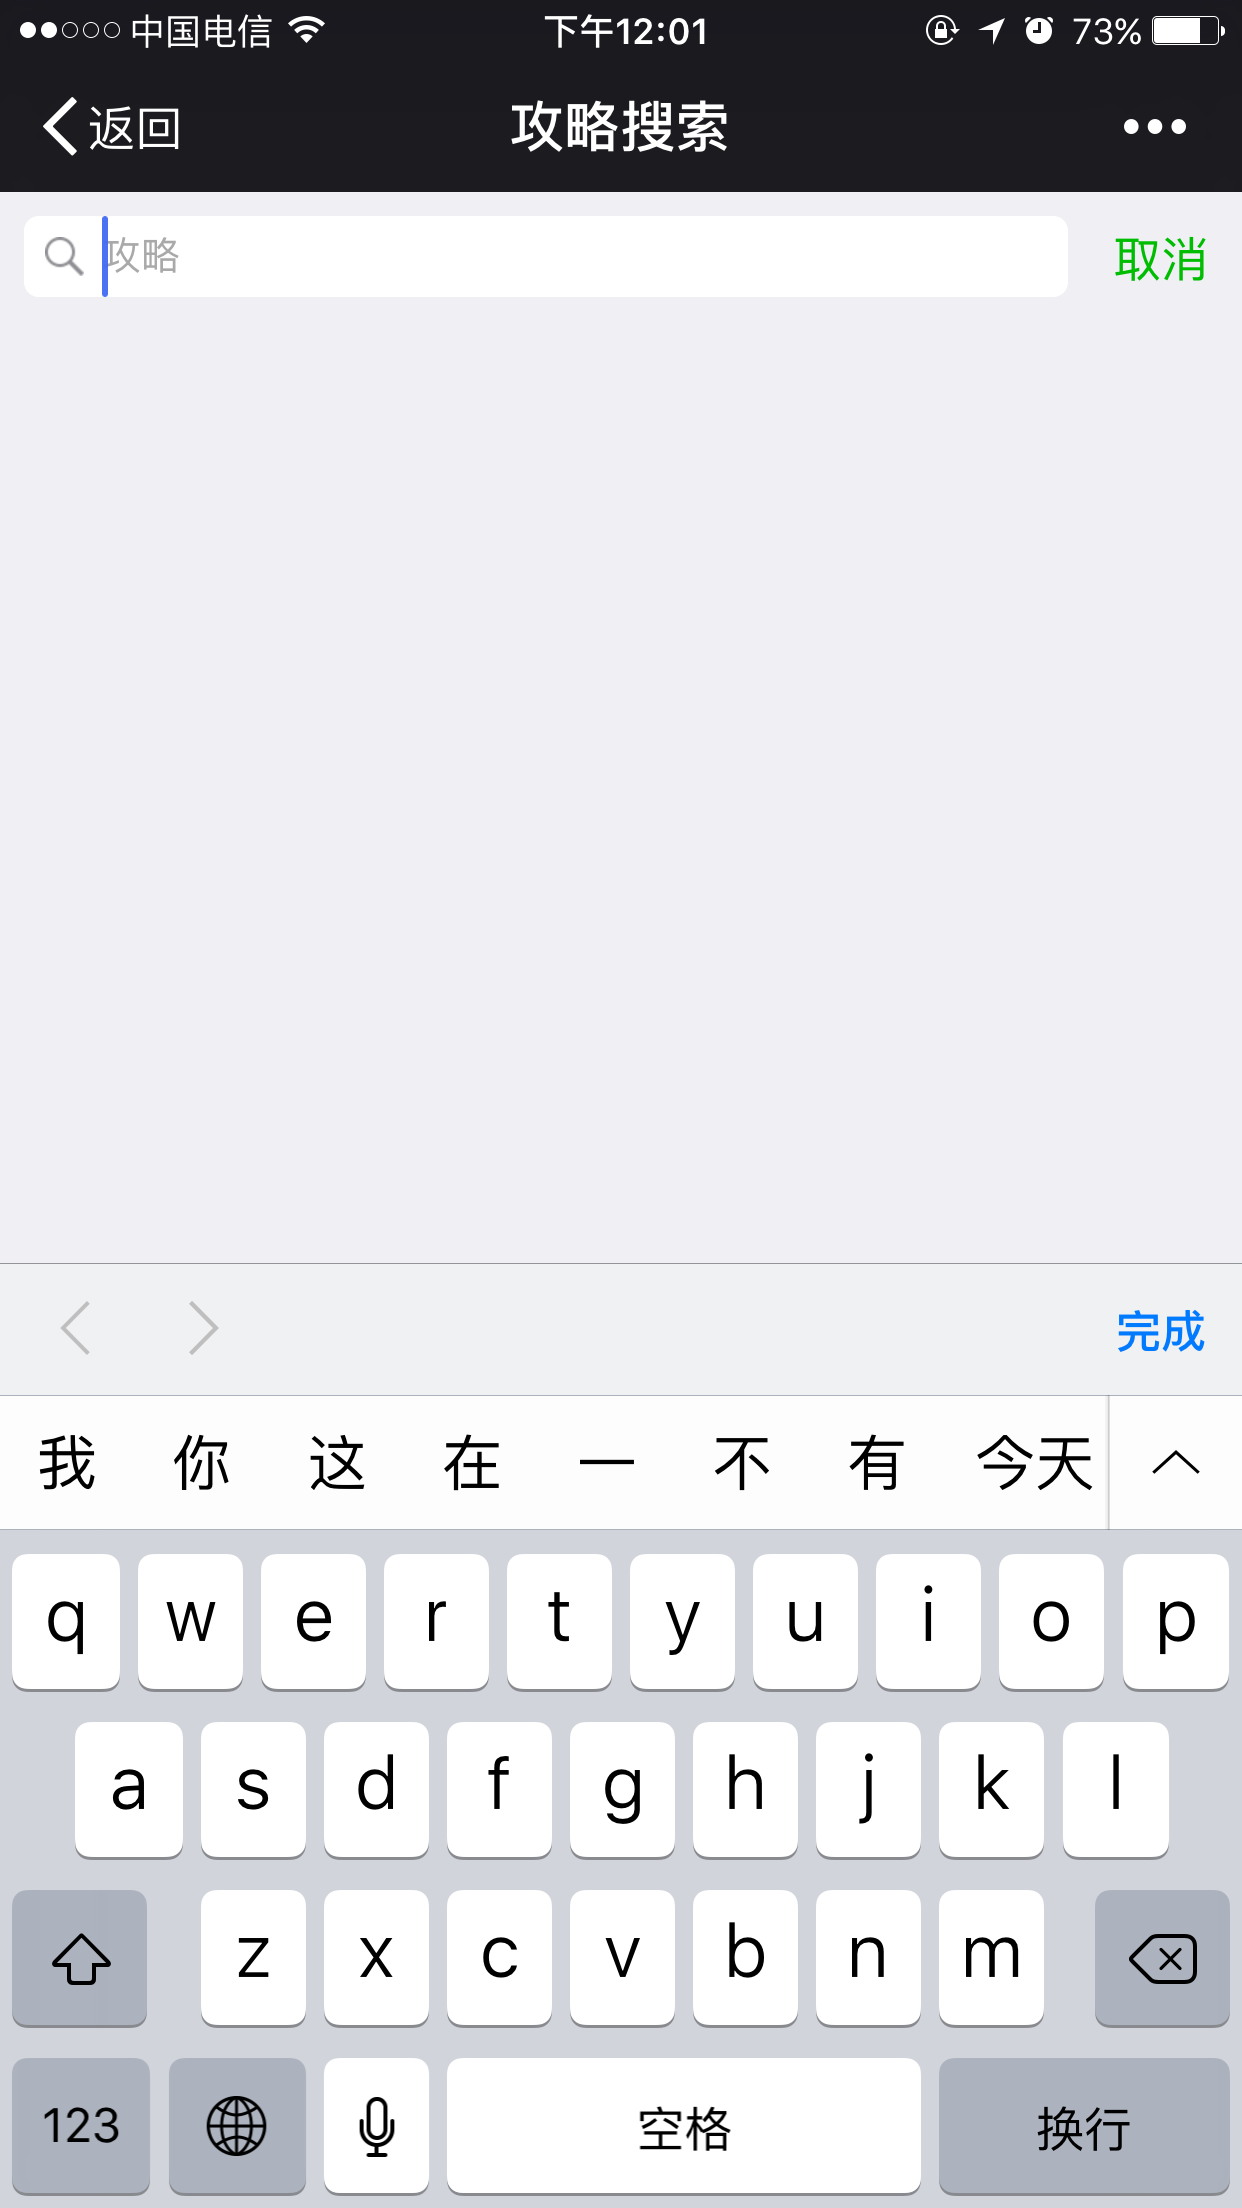 中国电信 下午12:01 73%
返回 攻略搜索
攻略 取消
完成
我 你 这 在 一 不 有 今天
q w e r t y u i o p
a s d f g h j k l
z x c v b n m
123 空格 换行